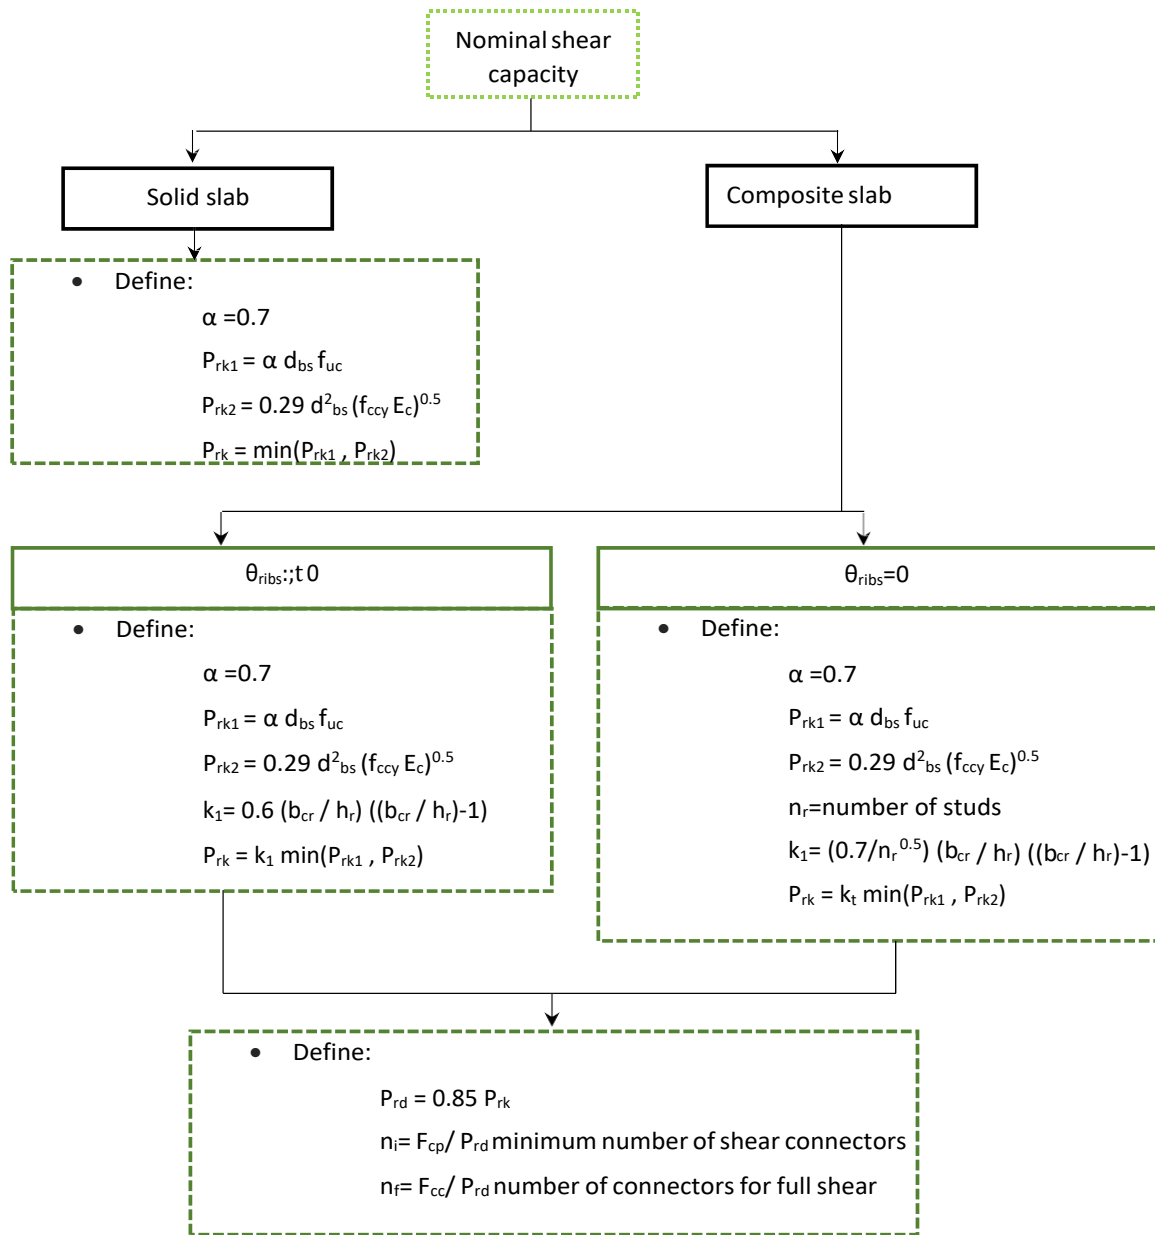 Nominal shear
capacity
Solid slab
Composite slab
• Define:
α =0.7
Prk1 = α dbs fuc
Prk2 = 0.29 d²bs (fccy Ec)^0.5
Prk = min(Prk1 , Prk2)
θribs:;t 0
• Define:
α =0.7
Prk1 = α dbs fuc
Prk2 = 0.29 d²bs (fccy Ec)^0.5
k1= 0.6 (bcr / hr) ((bcr / hr)-1)
Prk = k1 min(Prk1 , Prk2)
θribs=0
• Define:
α =0.7
Prk1 = α dbs fuc
Prk2 = 0.29 d²bs (fccy Ec)^0.5
nr=number of studs
k1= (0.7/nr^0.5) (bcr / hr) ((bcr / hr)-1)
Prk = kt min(Prk1 , Prk2)
• Define:
Prd = 0.85 Prk
ni= Fcp/ Prd minimum number of shear connectors
nf= Fcc/ Prd number of connectors for full shear